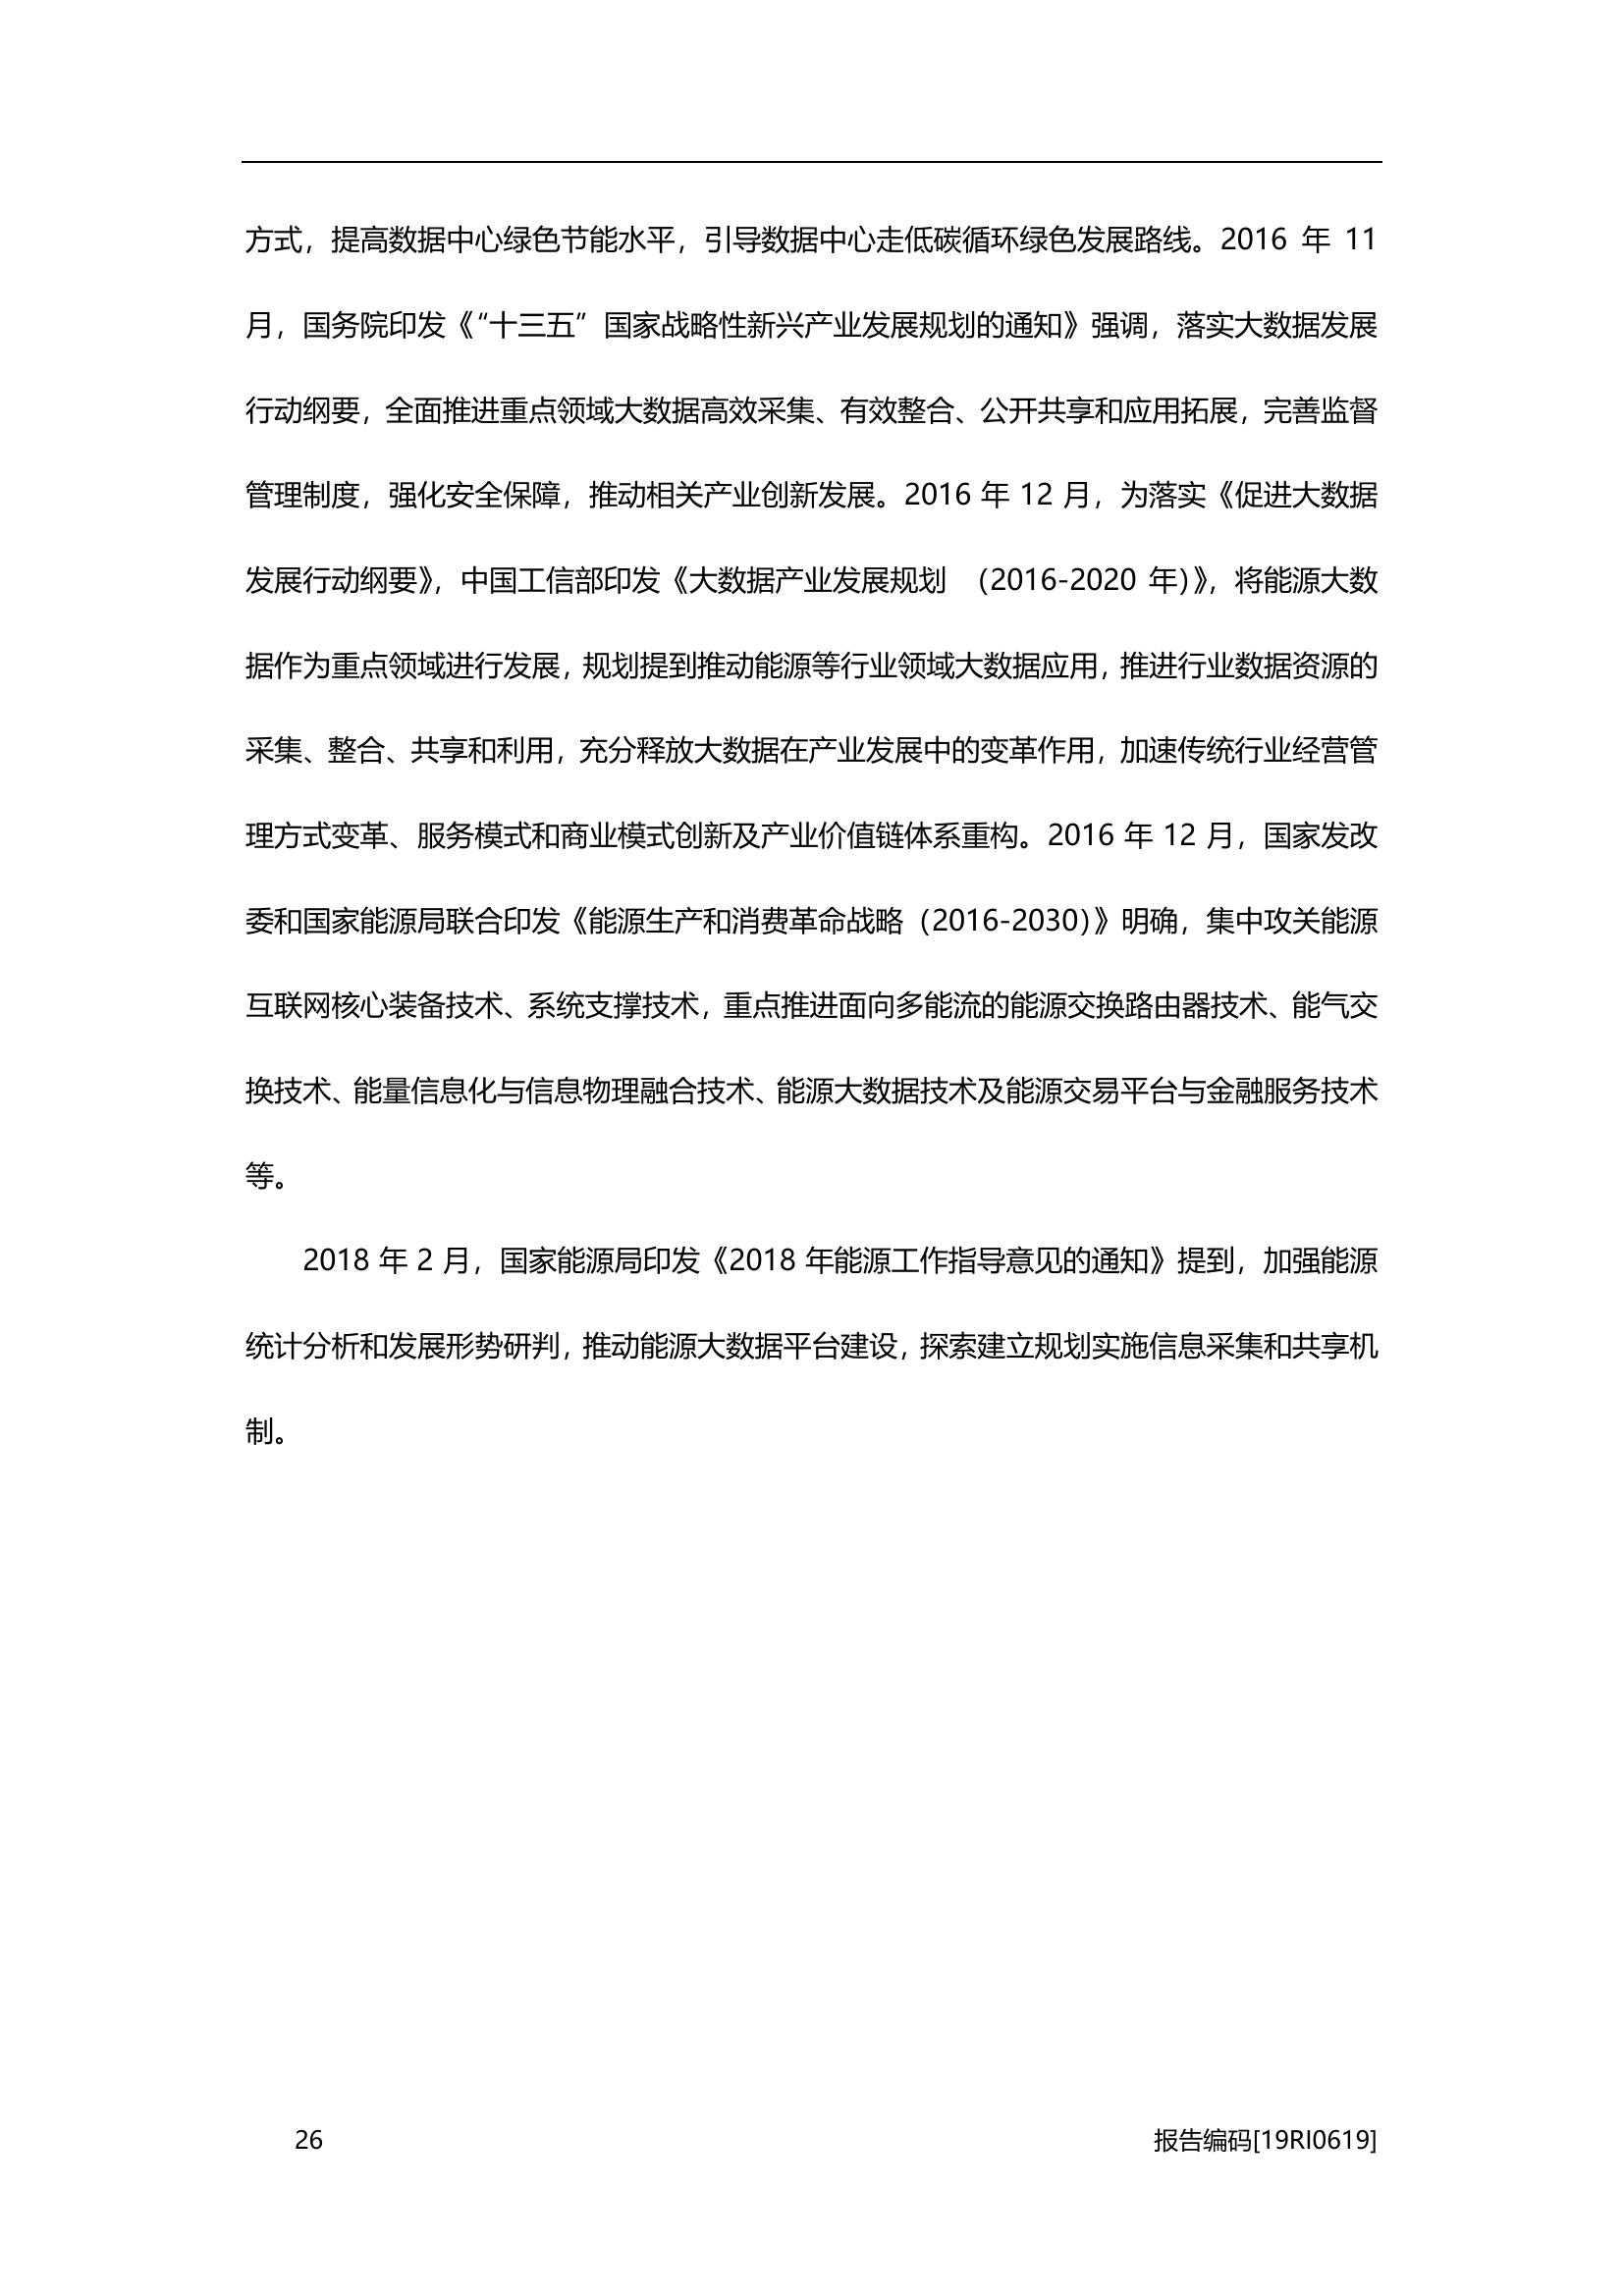 方式，提高数据中心绿色节能水平，引导数据中心走低碳循环绿色发展路线。2016 年 11
月，国务院印发《“十三五”国家战略性新兴产业发展规划的通知》强调，落实大数据发展
行动纲要，全面推进重点领域大数据高效采集、有效整合、公开共享和应用拓展，完善监督
管理制度，强化安全保障，推动相关产业创新发展。2016 年 12 月，为落实《促进大数据
发展行动纲要》，中国工信部印发《大数据产业发展规划 （2016-2020 年）》，将能源大数
据作为重点领域进行发展，规划提到推动能源等行业领域大数据应用，推进行业数据资源的
采集、整合、共享和利用，充分释放大数据在产业发展中的变革作用，加速传统行业经营管
理方式变革、服务模式和商业模式创新及产业价值链体系重构。2016 年 12 月，国家发改
委和国家能源局联合印发《能源生产和消费革命战略（2016-2030）》明确，集中攻关能源
互联网核心装备技术、系统支撑技术，重点推进面向多能流的能源交换路由器技术、能气交
换技术、能量信息化与信息物理融合技术、能源大数据技术及能源交易平台与金融服务技术
等。
2018 年 2 月，国家能源局印发《2018 年能源工作指导意见的通知》提到，加强能源
统计分析和发展形势研判，推动能源大数据平台建设，探索建立规划实施信息采集和共享机
制。
26 报告编码[19RI0619]